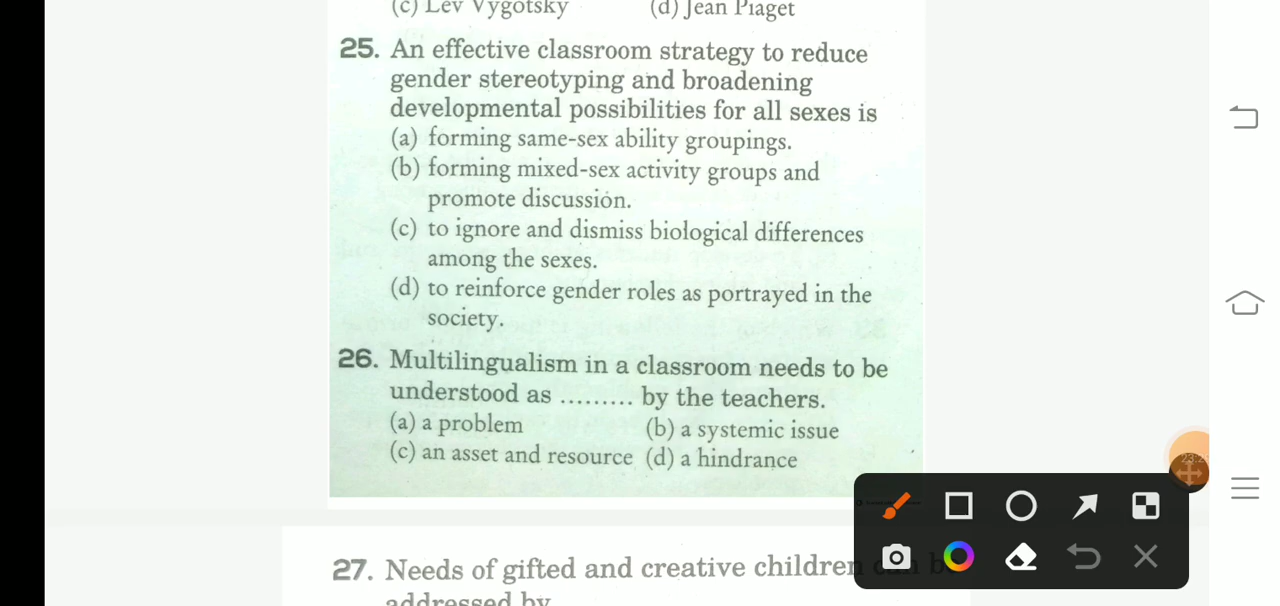 (c) Lev Vygotsky (d) Jean Piaget
25. An effective classroom strategy to reduce
gender stereotyping and broadening
developmental possibilities for all sexes is
(a) forming same-sex ability groupings.
(b) forming mixed-sex activity groups and
promote discussion.
(c) to ignore and dismiss biological differences
among the sexes.
(d) to reinforce gender roles as portrayed in the
society.
26. Multilingualism in a classroom needs to be
understood as ......... by the teachers.
(a) a problem (b) a systemic issue
(c) an asset and resource (d) a hindrance
27. Needs of gifted and creative children can be
addressed by